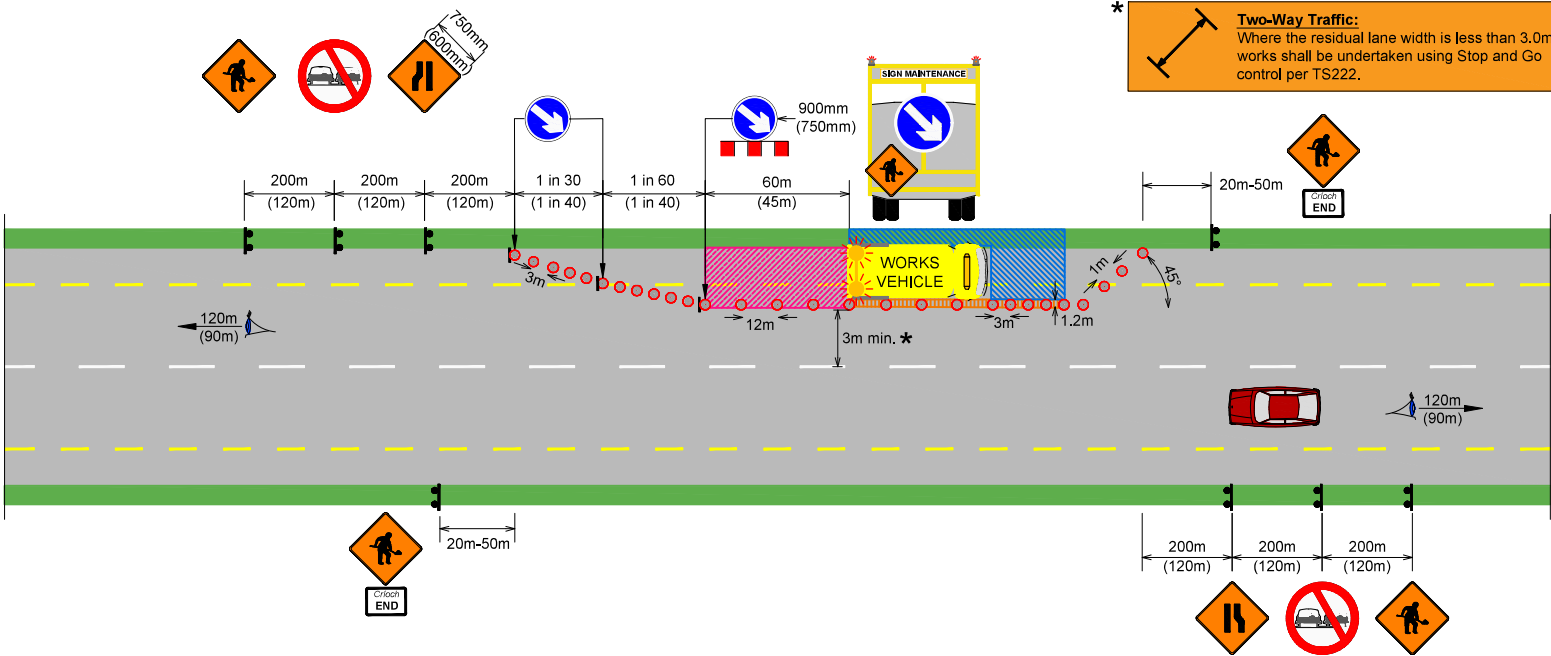 750mm
(600mm)
*
Two-Way Traffic:
Where the residual lane width is less than 3.0m
works shall be undertaken using Stop and Go
control per TS222.
SIGN MAINTENANCE
900mm
(750mm)
200m
(120m)
200m
(120m)
200m
(120m)
1 in 30
(1 in 40)
1 in 60
(1 in 40)
60m
(45m)
20m-50m
Críoch
END
WORKS
VEHICLE
3m
12m
3m
1.2m
1m
45°
3m min. *
120m
(90m)
120m
(90m)
20m-50m
Críoch
END
200m
(120m)
200m
(120m)
200m
(120m)